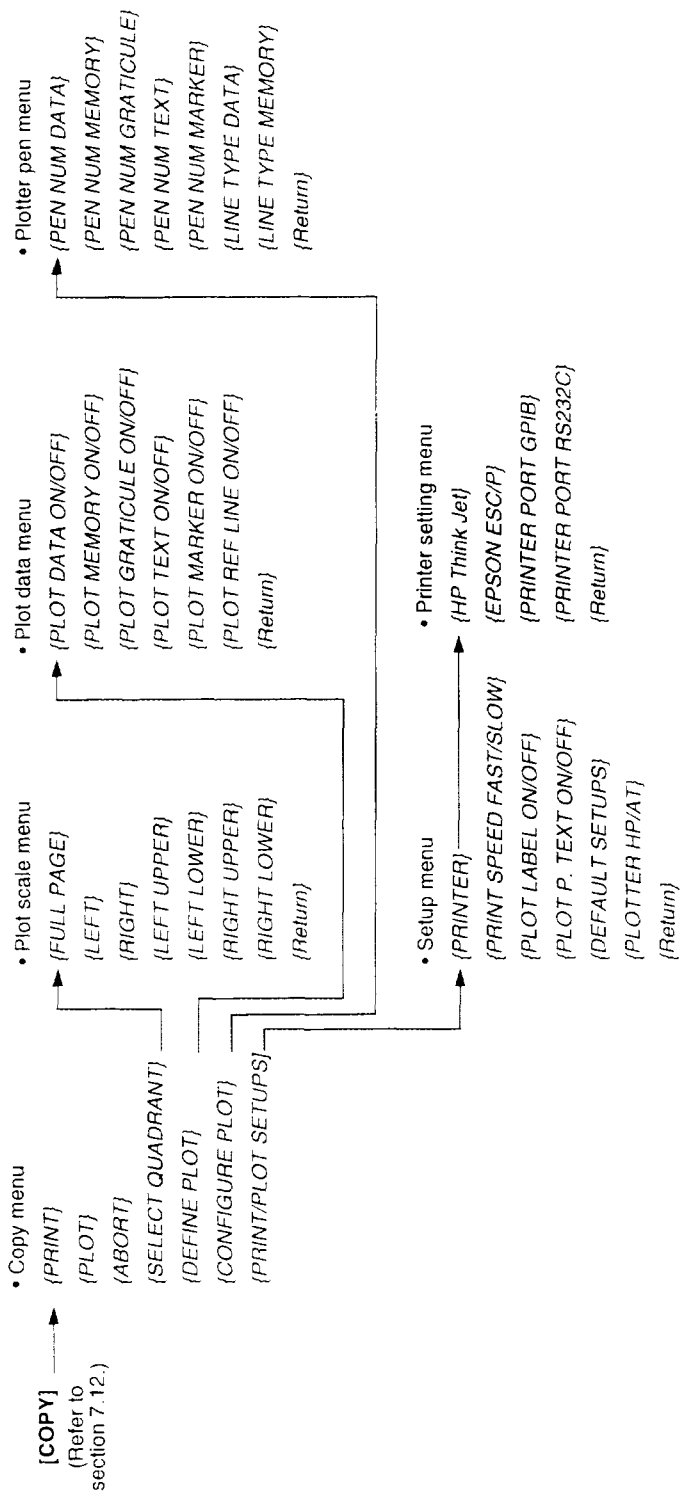 [COPY]
(Refer to
section 7.12.)
• Copy menu
{PRINT}
{PLOT}
{ABORT}
{SELECT QUADRANT}
{DEFINE PLOT}
{CONFIGURE PLOT}
{PRINT/PLOT SETUPS}
• Plot scale menu
{FULL PAGE}
{LEFT}
{RIGHT}
{LEFT UPPER}
{LEFT LOWER}
{RIGHT UPPER}
{RIGHT LOWER}
{Return}
• Plot data menu
{PLOT DATA ON/OFF}
{PLOT MEMORY ON/OFF}
{PLOT GRATICULE ON/OFF}
{PLOT TEXT ON/OFF}
{PLOT MARKER ON/OFF}
{PLOT REF LINE ON/OFF}
{Return}
• Plotter pen menu
{PEN NUM DATA}
{PEN NUM MEMORY}
{PEN NUM GRATICULE}
{PEN NUM TEXT}
{PEN NUM MARKER}
{LINE TYPE DATA}
{LINE TYPE MEMORY}
{Return}
• Setup menu
{PRINTER}
{PRINT SPEED FAST/SLOW}
{PLOT LABEL ON/OFF}
{PLOT P. TEXT ON/OFF}
{DEFAULT SETUPS}
{PLOTTER HP/AT}
{Return}
• Printer setting menu
{HP Think Jet}
{EPSON ESC/P}
{PRINTER PORT GPIB}
{PRINTER PORT RS232C}
{Return}